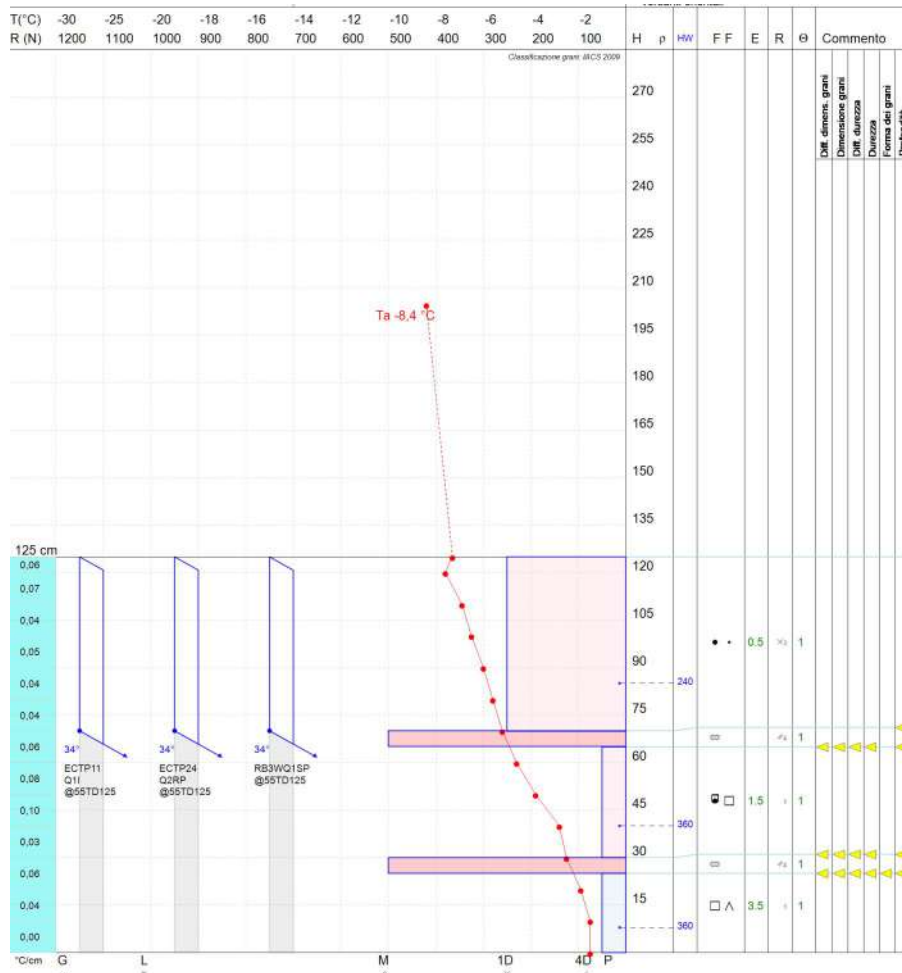 T(°C) -30 -25 -20 -18 -16 -14 -12 -10 -8 -6 -4 -2
R (N) 1200 1100 1000 900 800 700 600 500 400 300 200 100 H ρ HW F F E R Θ Commento
Classificazione grani: IACS 2009
Diff. dimens. grani
Dimensione grani
Diff. durezza
Durezza
Forma dei grani
270
255
240
225
210
Ta -8,4 °C
195
180
165
150
135
125 cm
0,06 120
0,07
0,04 105
0,5 1
0,05
90
0,04 240
75
0,04
1
0,06 60
34° 34° 34°
ECTP11 ECTP24 RB3WQ1SP
Q1I Q2RP @55TD125
@55TD125 @55TD125
0,08
45 1.5 1
0,10
360
0,03 30
1
0,06
15
0,04 3.5 1
360
0,00
°C/cm G L M 1D 4D P